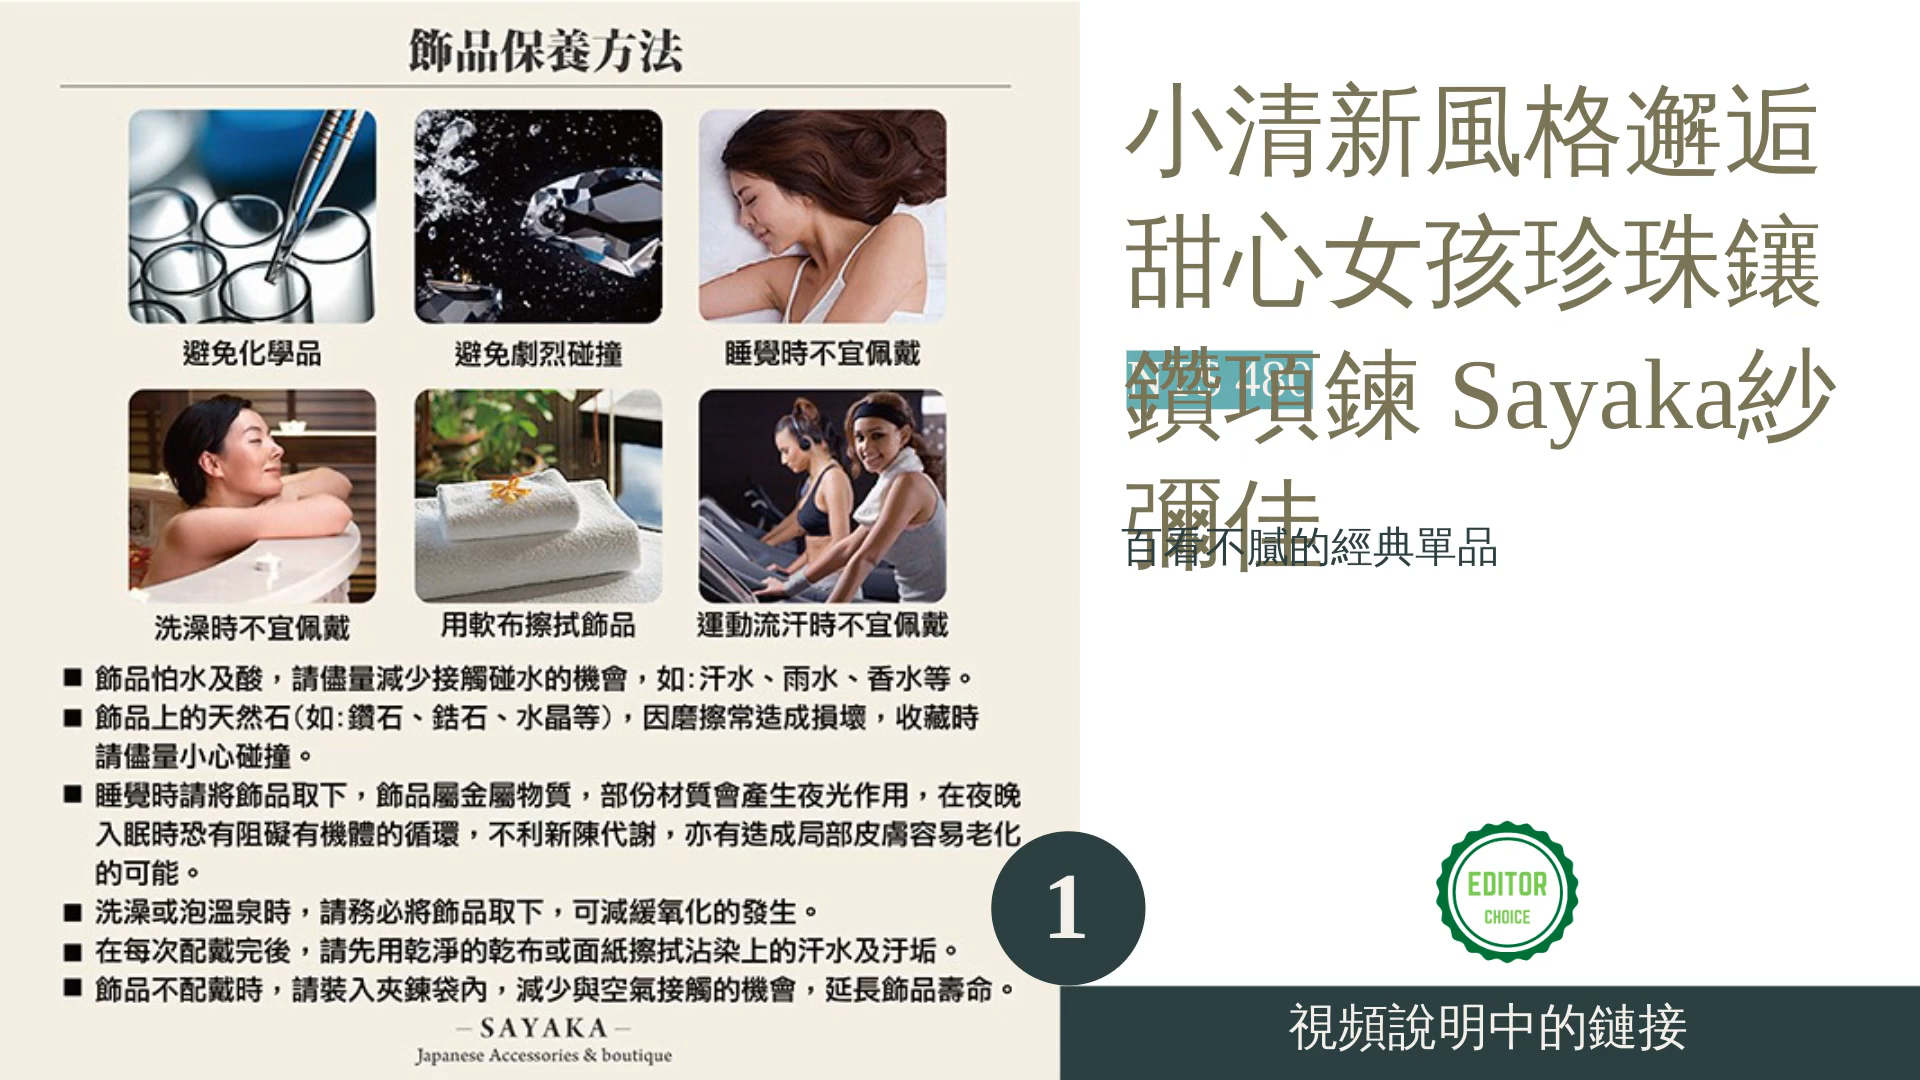 飾品保養方法
避免化學品
避免劇烈碰撞
睡覺時不宜佩戴
洗澡時不宜佩戴
用軟布擦拭飾品
運動流汗時不宜佩戴
■ 飾品怕水及酸，請儘量減少接觸碰水的機會，如:汗水、雨水、香水等。
■ 飾品上的天然石(如:鑽石、鋯石、水晶等)，因磨擦常造成損壞，收藏時
請儘量小心碰撞。
■ 睡覺時請將飾品取下，飾品屬金屬物質，部份材質會產生夜光作用，在夜晚
入眠時恐有阻礙有機體的循環，不利新陳代謝，亦有造成局部皮膚容易老化
的可能。
■ 洗澡或泡溫泉時，請務必將飾品取下，可減緩氧化的發生。
■ 在每次配戴完後，請先用乾淨的乾布或面紙擦拭沾染上的汗水及汙垢。
■ 飾品不配戴時，請裝入夾鍊袋內，減少與空氣接觸的機會，延長飾品壽命。
– SAYAKA –
Japanese Accessories & boutique
小清新風格邂逅
甜心女孩珍珠鑲
鑽項鍊 Sayaka紗
彌佳
NT$ 480
百看不膩的經典單品
1
EDITOR
CHOICE
視頻說明中的鏈接